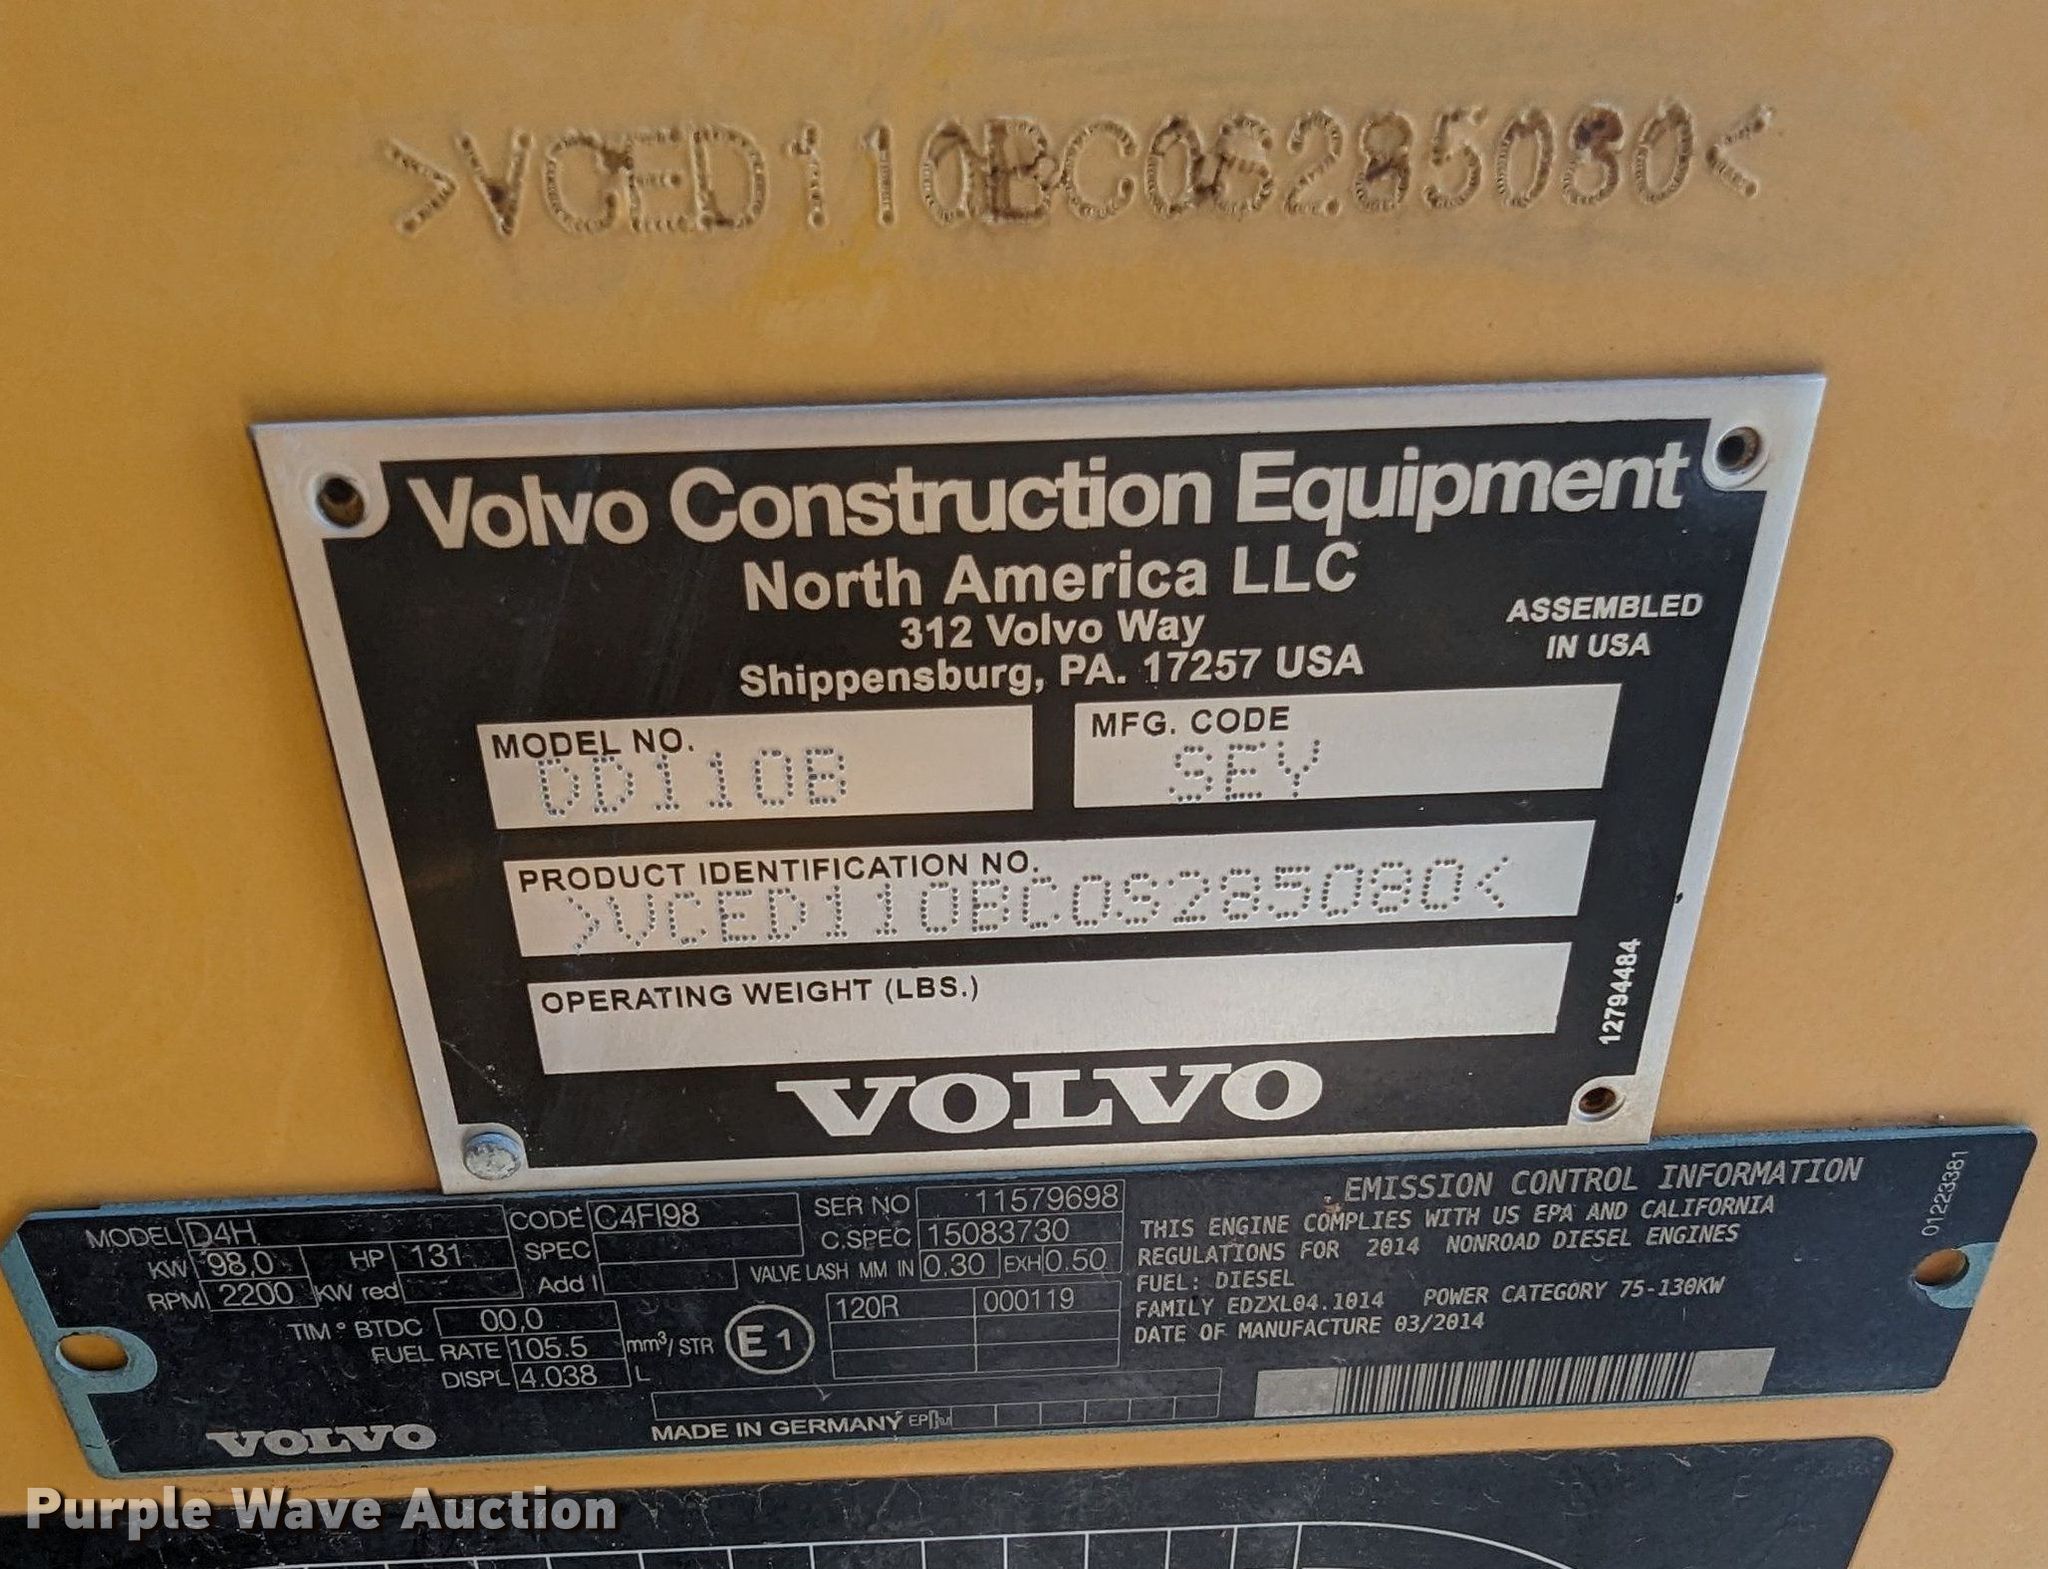 >VCED110BC0S285080<
Volvo Construction Equipment
North America LLC
312 Volvo Way
Shippensburg, PA. 17257 USA
ASSEMBLED
IN USA
MODEL NO.
DD110B
MFG. CODE
SEY
PRODUCT IDENTIFICATION NO.
>VCED110BC0S285080<
OPERATING WEIGHT (LBS.)
12794484
VOLVO
MODEL D4H
KW 98,0 HP 131
RPM 2200 KW red
TIM ° BTDC 00,0
FUEL RATE 105.5 mm³/ STR
DISPL 4.038 L
VOLVO
CODE C4FI98
SPEC
Add I
SER NO 11579698
C.SPEC 15083730
VALVE LASH MM IN 0.30 EXH 0.50
E1
120R 000119
MADE IN GERMANY
EMISSION CONTROL INFORMATION
THIS ENGINE COMPLIES WITH US EPA AND CALIFORNIA
REGULATIONS FOR 2014 NONROAD DIESEL ENGINES
FUEL: DIESEL
FAMILY EDZXL04.1014 POWER CATEGORY 75-130KW
DATE OF MANUFACTURE 03/2014
01223381
Purple Wave Auction